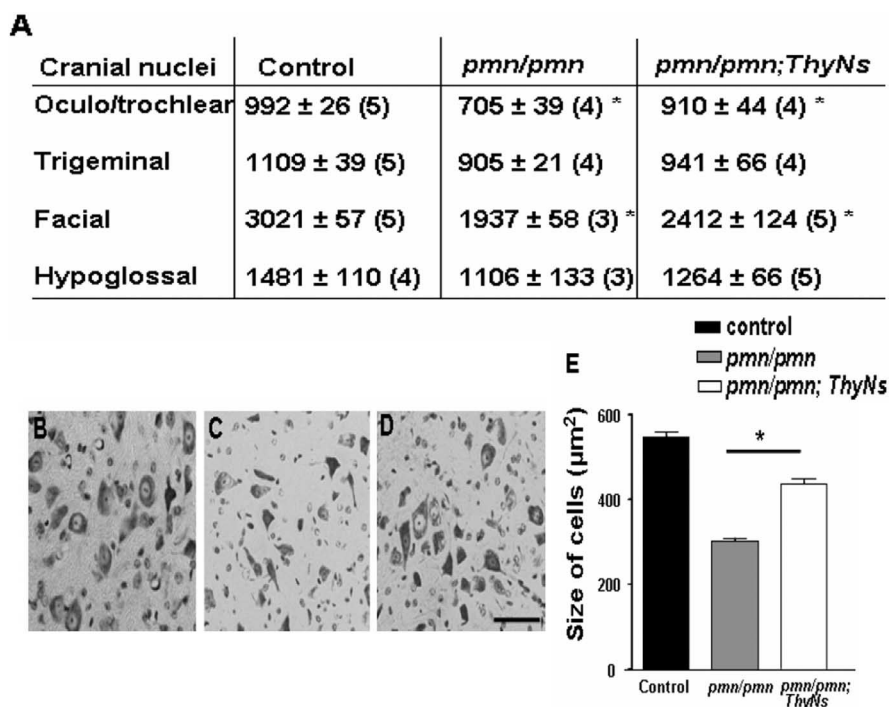 A
Cranial nuclei Control pmn/pmn pmn/pmn;ThyNs
Oculo/trochlear 992 ± 26 (5) 705 ± 39 (4) * 910 ± 44 (4) *
Trigeminal 1109 ± 39 (5) 905 ± 21 (4) 941 ± 66 (4)
Facial 3021 ± 57 (5) 1937 ± 58 (3) * 2412 ± 124 (5) *
Hypoglossal 1481 ± 110 (4) 1106 ± 133 (3) 1264 ± 66 (5)
B
C
D
E
control
pmn/pmn
pmn/pmn; ThyNs
Size of cells (µm²)
600
400
200
0
*
Control
pmn/pmn
pmn/pmn;
ThyNs